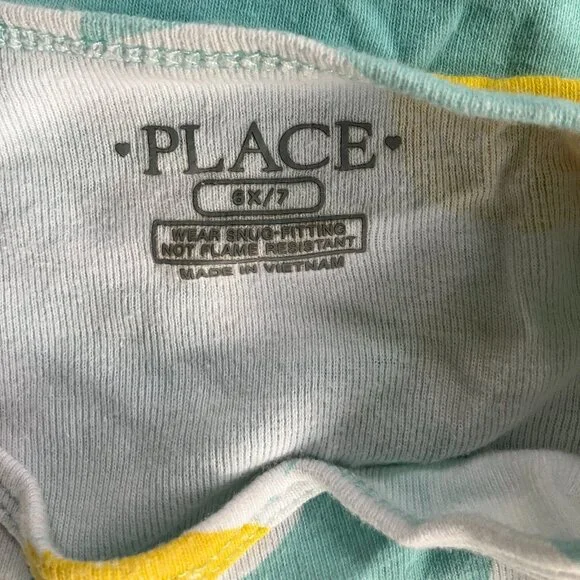 PLACE
6X/7
WEAR SNUG-FITTING
NOT FLAME RESISTANT
MADE IN VIETNAM